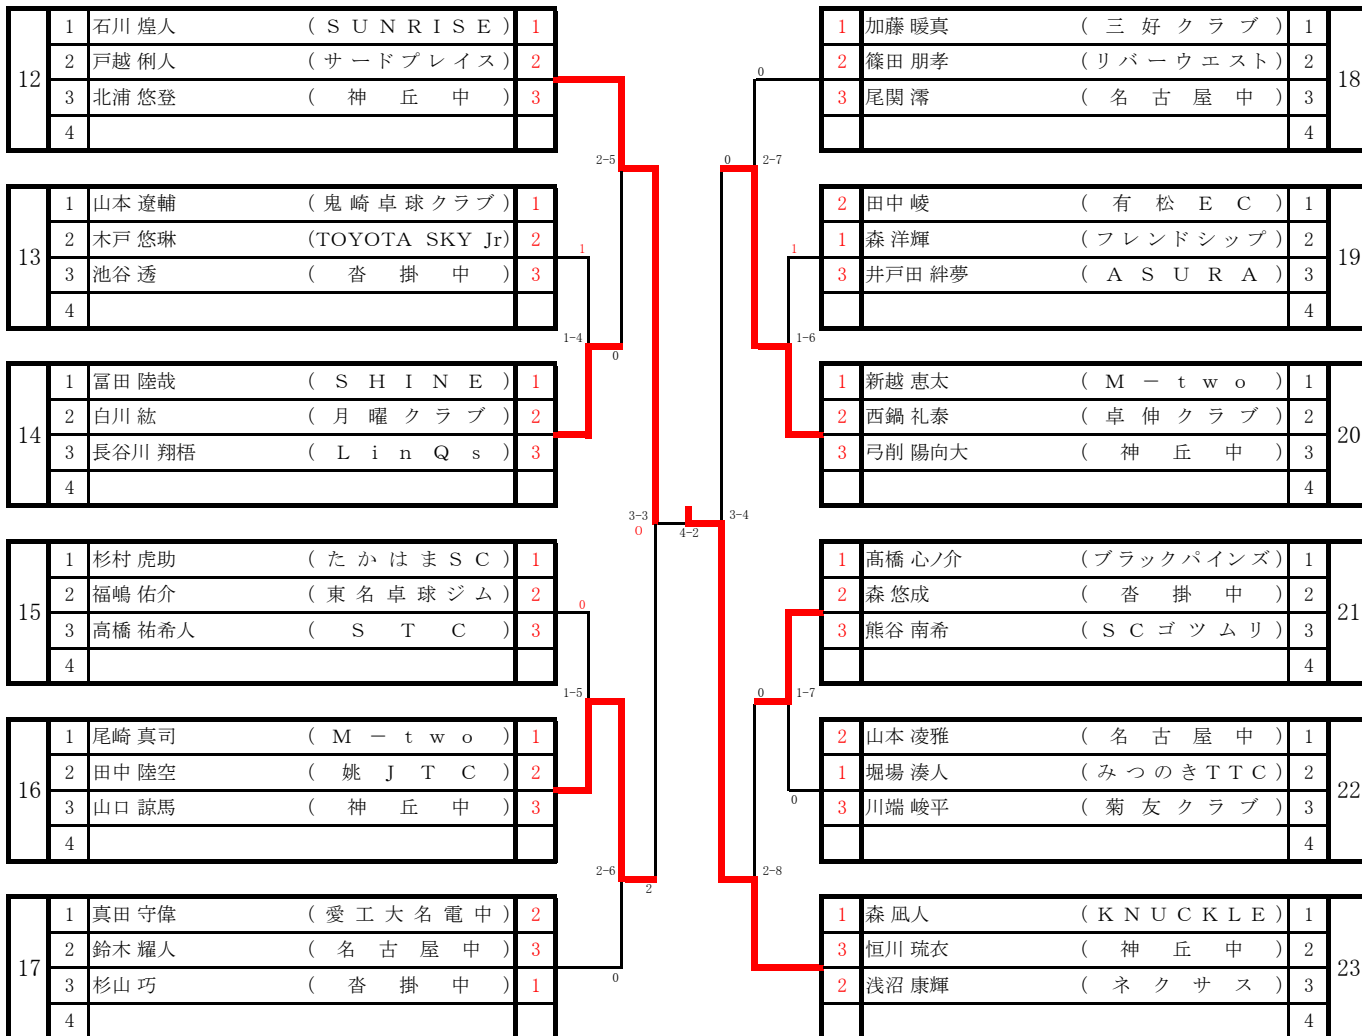 12
1 石川 煌人 (SUNRISE) 1
2 戸越 俐人 (サードプレイス) 2
3 北浦 悠登 (神丘中) 3
4
13
1 山本 遼輔 (鬼崎卓球クラブ) 1
2 木戸 悠琳 (TOYOTA SKY Jr) 2
3 池谷 透 (沓掛中) 3
4
14
1 冨田 陸哉 (SHINE) 1
2 白川 紘 (月曜クラブ) 2
3 長谷川 翔梧 (LinQs) 3
4
15
1 杉村 虎助 (たかはまSC) 1
2 福嶋 佑介 (東名卓球ジム) 2
3 高橋 祐希人 (STC) 3
4
16
1 尾崎 真司 (M－two) 1
2 田中 陸空 (姚JTC) 2
3 山口 諒馬 (神丘中) 3
4
17
1 真田 守偉 (愛工大名電中) 2
2 鈴木 耀人 (名古屋中) 3
3 杉山 巧 (沓掛中) 1
4
2-5
1
1-4
0
3-3
0
0
1-5
2-6
2
0
4-2
0
0
2-7
1
1-6
3-4
0
1-7
0
2-8
1 加藤 暖真 (三好クラブ) 1
2 篠田 朋孝 (リバーウエスト) 2
3 尾関 澪 (名古屋中) 3
4
18
2 田中 崚 (有松EC) 1
1 森 洋輝 (フレンドシップ) 2
3 井戸田 絆夢 (ASURA) 3
4
19
1 新越 恵太 (M－two) 1
2 西鍋 礼泰 (卓伸クラブ) 2
3 弓削 陽向大 (神丘中) 3
4
20
1 髙橋 心ノ介 (ブラックパインズ) 1
2 森 悠成 (沓掛中) 2
3 熊谷 南希 (SCゴツムリ) 3
4
21
2 山本 凌雅 (名古屋中) 1
1 堀場 湊人 (みつのきTTC) 2
3 川端 峻平 (菊友クラブ) 3
4
22
1 森 凪人 (KNUCKLE) 1
3 恒川 琉衣 (神丘中) 2
2 浅沼 康輝 (ネクサス) 3
4
23